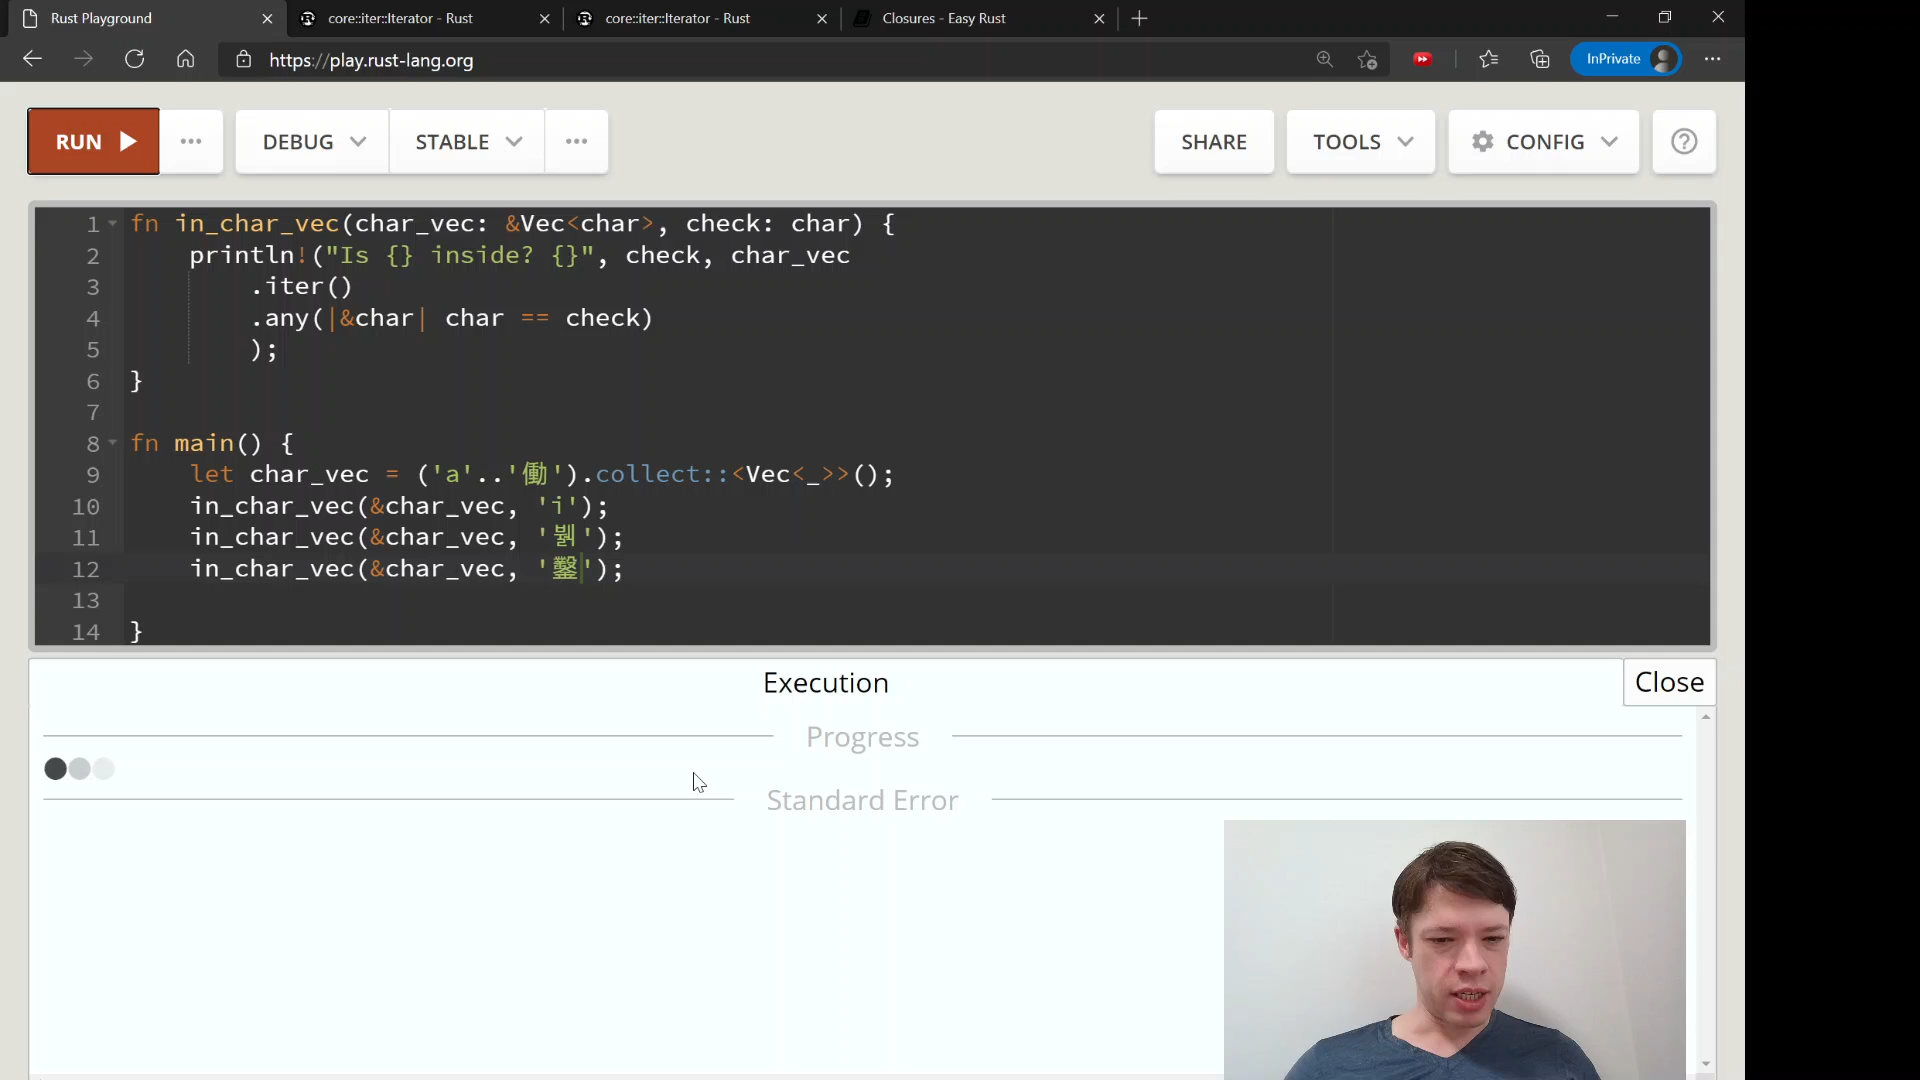 Rust Playground
core::iter::Iterator - Rust
core::iter::Iterator - Rust
Closures - Easy Rust
https://play.rust-lang.org
InPrivate
RUN
DEBUG
STABLE
SHARE
TOOLS
CONFIG
1 fn in_char_vec(char_vec: &Vec<char>, check: char) {
2 println!("Is {} inside? {}", check, char_vec
3 .iter()
4 .any(|&char| char == check)
5 );
6 }
7
8 fn main() {
9 let char_vec = ('a'..'働').collect::<Vec<_>>();
10 in_char_vec(&char_vec, 'i');
11 in_char_vec(&char_vec, '뷁');
12 in_char_vec(&char_vec, '鑿');
13
14 }
Execution
Close
Progress
Standard Error